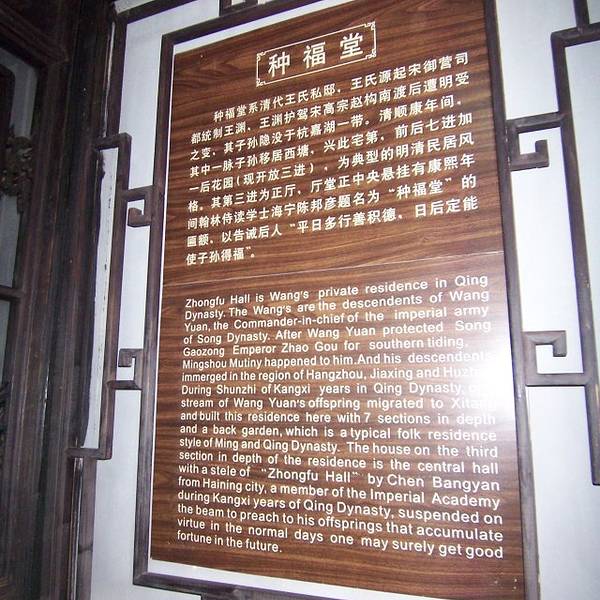 种福堂
种福堂系清代王氏私邸，王氏源起宋御营司
都统制王渊，王渊护驾宋高宗赵构南渡后遭明受
之变，其子孙隐没于杭嘉湖一带。清顺康年间，
其中一脉子孙移居西塘，兴此宅第，前后七进加
一后花园（现开放三进），为典型的明清民居风
格。其第三进为正厅，厅堂正中央悬挂有康熙年
间翰林侍读学士海宁陈邦彦题名为“种福堂”的
匾额，以告诫后人“平日多行善积德，日后定能
使子孙得福”。
Zhongfu Hall is Wang's private residence in Qing
Dynasty. The Wang's are the descendents of Wang
Yuan, the Commander-in-chief of the imperial army
of Song Dynasty. After Wang Yuan protected Song
Gaozong Emperor Zhao Gou for southern tiding.
Mingshou Mutiny happened to him.And his descendents
immerged in the region of Hangzhou, Jiaxing and
During Shunzhi of Kangxi years in Qing Dynasty,
stream of Wang Yuan's offspring migrated to Xitang
and built this residence here with 7 sections in depth
and a back garden, which is a typical folk residence
style of Ming and Qing Dynasty. The house on the third
section in depth of the residence is the central hall
with a stele of "Zhongfu Hall" by Chen Bangyan
from Haining city, a member of the Imperial Academy
during Kangxi years of Qing Dynasty, suspended on
the beam to preach to his offsprings that accumulate
virtue in the normal days one may surely get good
fortune in the future.